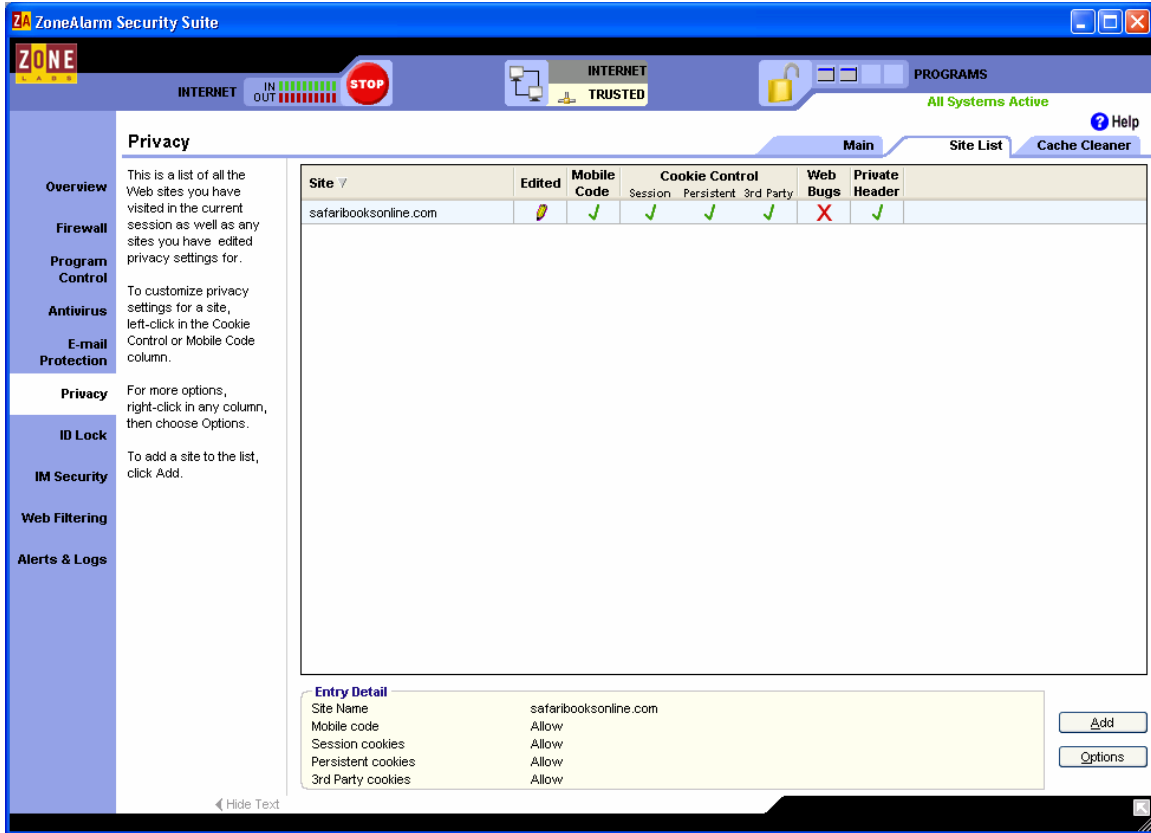 ZA ZoneAlarm Security Suite
ZONE
LABS
INTERNET
IN
OUT
STOP
INTERNET
TRUSTED
PROGRAMS
All Systems Active
? Help
Privacy
Main
Site List
Cache Cleaner
Overview
Firewall
Program
Control
Antivirus
E-mail
Protection
Privacy
ID Lock
IM Security
Web Filtering
Alerts & Logs
This is a list of all the
Web sites you have
visited in the current
session as well as any
sites you have edited
privacy settings for.
To customize privacy
settings for a site,
left-click in the Cookie
Control or Mobile Code
column.
For more options,
right-click in any column,
then choose Options.
To add a site to the list,
click Add.
Site Edited Mobile Code Cookie Control Web Bugs Private Header
Session Persistent 3rd Party
safaribooksonline.com
Entry Detail
Site Name safaribooksonline.com
Mobile code Allow
Session cookies Allow
Persistent cookies Allow
3rd Party cookies Allow
Add
Options
Hide Text